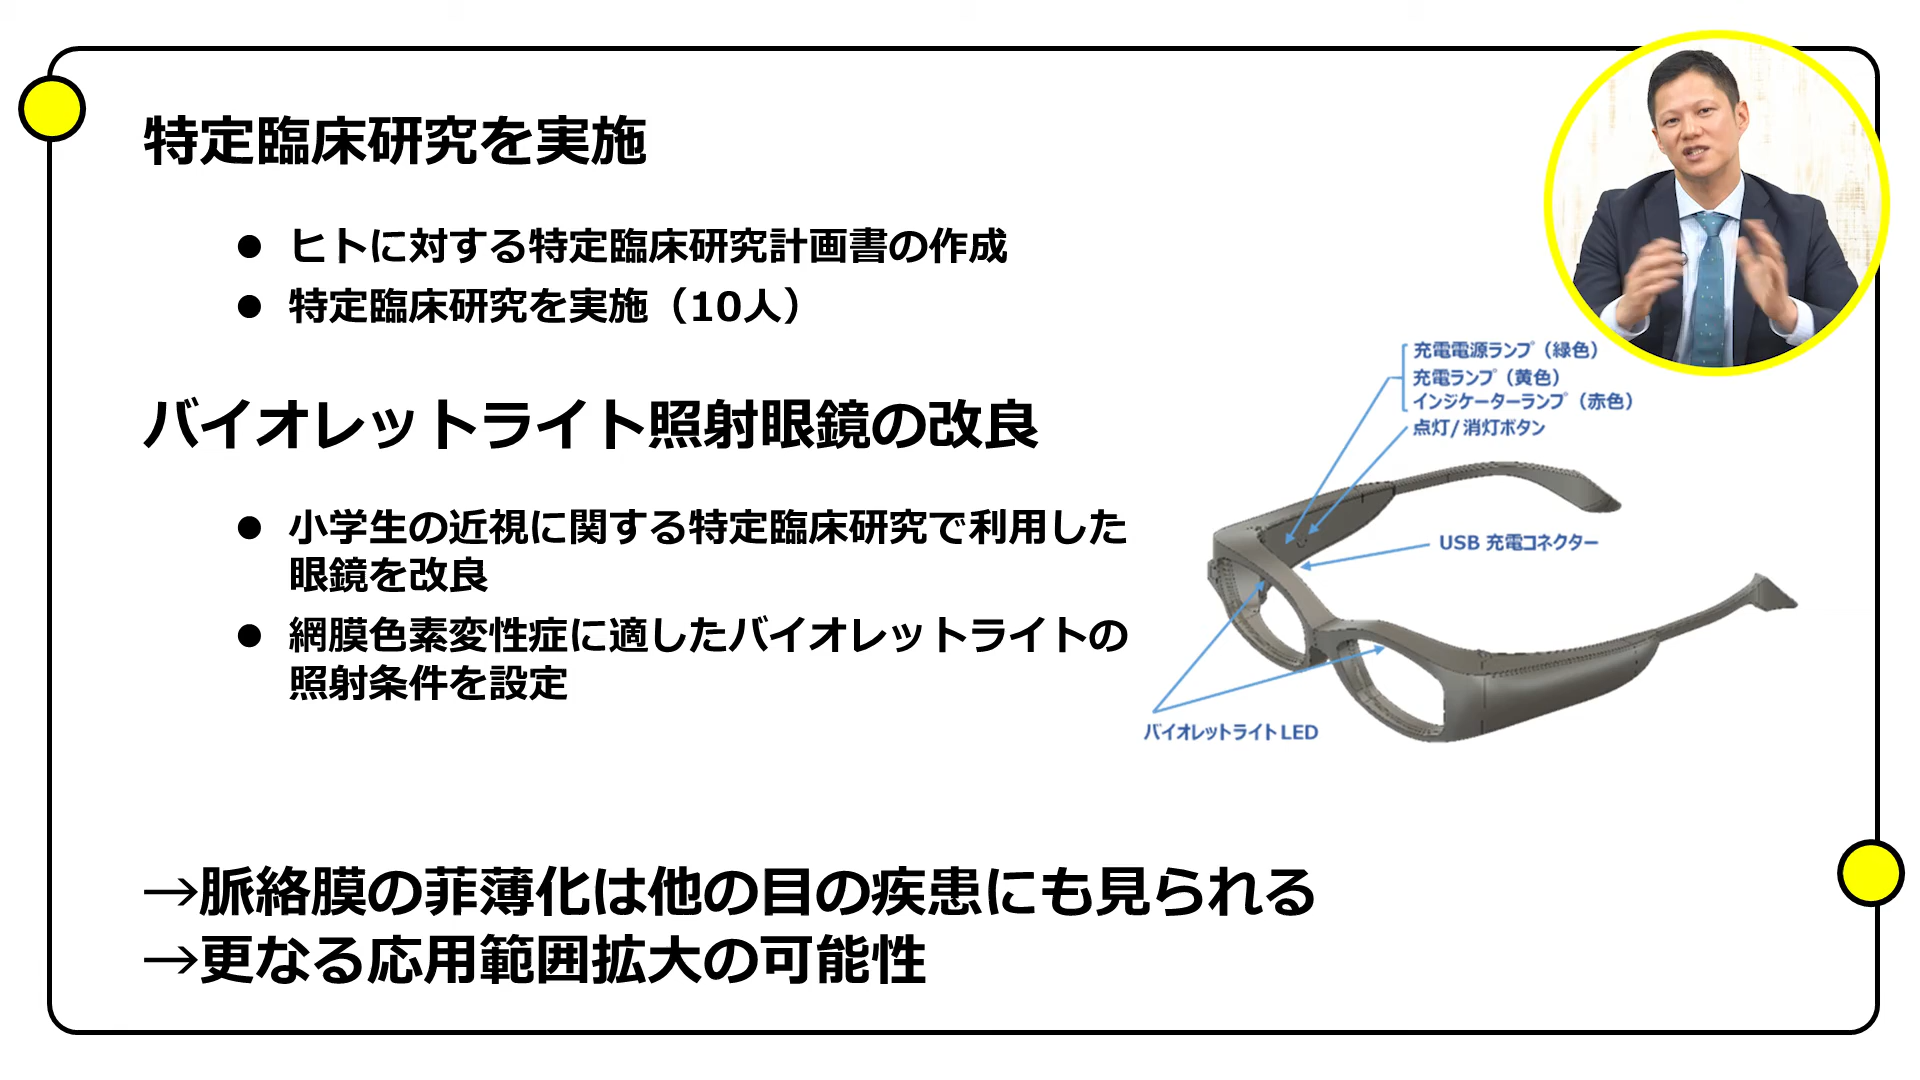 特定臨床研究を実施
● ヒトに対する特定臨床研究計画書の作成
● 特定臨床研究を実施（10人）
バイオレットライト照射眼鏡の改良
● 小学生の近視に関する特定臨床研究で利用した
眼鏡を改良
● 網膜色素変性症に適したバイオレットライトの
照射条件を設定
充電電源ランプ（緑色）
充電ランプ（黄色）
インジケーターランプ（赤色）
点灯/消灯ボタン
USB 充電コネクター
バイオレットライトLED
→脈絡膜の菲薄化は他の目の疾患にも見られる
→更なる応用範囲拡大の可能性